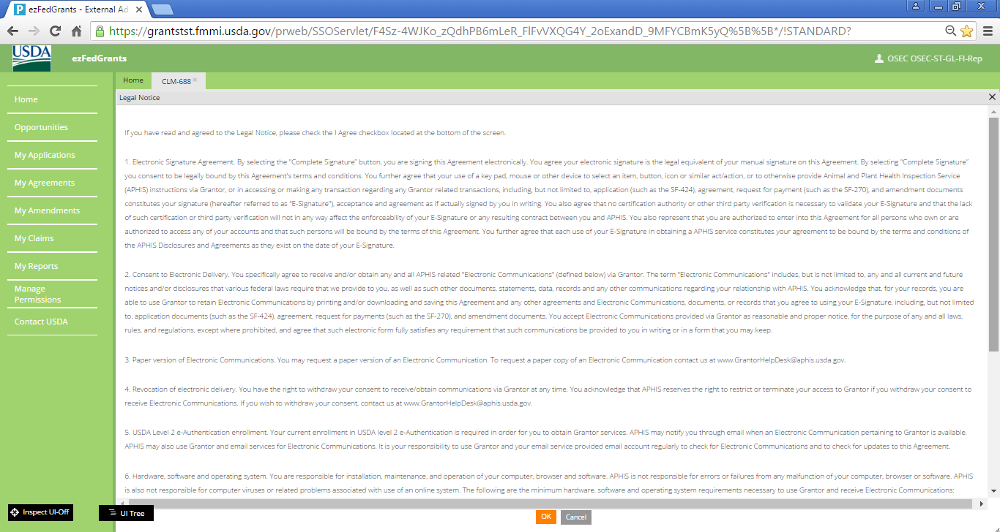 ezFedGrants - External Ad
https://grantstst.fmmi.usda.gov/prweb/SSOServlet/F4Sz-4WJKo_zQdhPB6mLeR_FlFvVXQG4Y_2oExandD_9MFYCBmK5yQ%5B%5B*/!STANDARD?
USDA
ezFedGrants
OSEC OSEC-ST-GL-FI-Rep
Home
CLM-688
Legal Notice
Home
Opportunities
My Applications
My Agreements
My Amendments
My Claims
My Reports
Manage
Permissions
Contact USDA
If you have read and agreed to the Legal Notice, please check the I Agree checkbox located at the bottom of the screen.
1. Electronic Signature Agreement. By selecting the "Complete Signature" button, you are signing this Agreement electronically. You agree your electronic signature is the legal equivalent of your manual signature on this Agreement. By selecting "Complete Signature"
you consent to be legally bound by this Agreement's terms and conditions. You further agree that your use of a key pad, mouse or other device to select an item, button, icon or similar act/action, or to otherwise provide Animal and Plant Health Inspection Service
(APHIS) instructions via Grantor, or in accessing or making any transaction regarding any Grantor related transactions, including, but not limited to, application (such as the SF-424), agreement, request for payment (such as the SF-270), and amendment documents
constitutes your signature (hereafter referred to as "E-Signature"), acceptance and agreement as if actually signed by you in writing. You also agree that no certification authority or other third party verification is necessary to validate your E-Signature and that the lack
of such certification or third party verification will not in any way affect the enforceability of your E-Signature or any resulting contract between you and APHIS. You also represent that you are authorized to enter into this Agreement for all persons who own or are
authorized to access any of your accounts and that such persons will be bound by the terms of this Agreement. You further agree that each use of your E-Signature in obtaining a APHIS service constitutes your agreement to be bound by the terms and conditions of
the APHIS Disclosures and Agreements as they exist on the date of your E-Signature.
2. Consent to Electronic Delivery. You specifically agree to receive and/or obtain any and all APHIS related "Electronic Communications" (defined below) via Grantor. The term "Electronic Communications" includes, but is not limited to, any and all current and future
notices and/or disclosures that various federal laws require that we provide to you, as well as such other documents, statements, data, records and any other communications regarding your relationship with APHIS. You acknowledge that, for your records, you are
able to use Grantor to retain Electronic Communications by printing and/or downloading and saving this Agreement and any other agreements and Electronic Communications, documents, or records that you agree to using your E-Signature, including, but not limited
to, application documents (such as the SF-424), agreement, request for payments (such as the SF-270), and amendment documents. You accept Electronic Communications provided via Grantor as reasonable and proper notice, for the purpose of any and all laws,
rules, and regulations, except where prohibited, and agree that such electronic form fully satisfies any requirement that such communications be provided to you in writing or in a form that you may keep.
3. Paper version of Electronic Communications. You may request a paper version of an Electronic Communication. To request a paper copy of an Electronic Communication contact us at www.GrantorHelpDesk@aphis.usda.gov.
4. Revocation of electronic delivery. You have the right to withdraw your consent to receive/obtain communications via Grantor at any time. You acknowledge that APHIS reserves the right to restrict or terminate your access to Grantor if you withdraw your consent to
receive Electronic Communications. If you wish to withdraw your consent, contact us at www.GrantorHelpDesk@aphis.usda.gov.
5. USDA Level 2 e-Authentication enrollment. Your current enrollment in USDA level 2 e-Authentication is required in order for you to obtain Grantor services. APHIS may notify you through email when an Electronic Communication pertaining to Grantor is available.
APHIS may also use Grantor and email services for Electronic Communications. It is your responsibility to use Grantor and your email service provided email account regularly to check for Electronic Communications and to check for updates to this Agreement.
6. Hardware, software and operating system. You are responsible for installation, maintenance, and operation of your computer, browser and software. APHIS is not responsible for errors or failures from any malfunction of your computer, browser or software. APHIS
is also not responsible for computer viruses or related problems associated with use of an online system. The following are the minimum hardware, software and operating system requirements necessary to use Grantor and receive Electronic Communications:
Inspect UI-Off
UI Tree
OK
Cancel